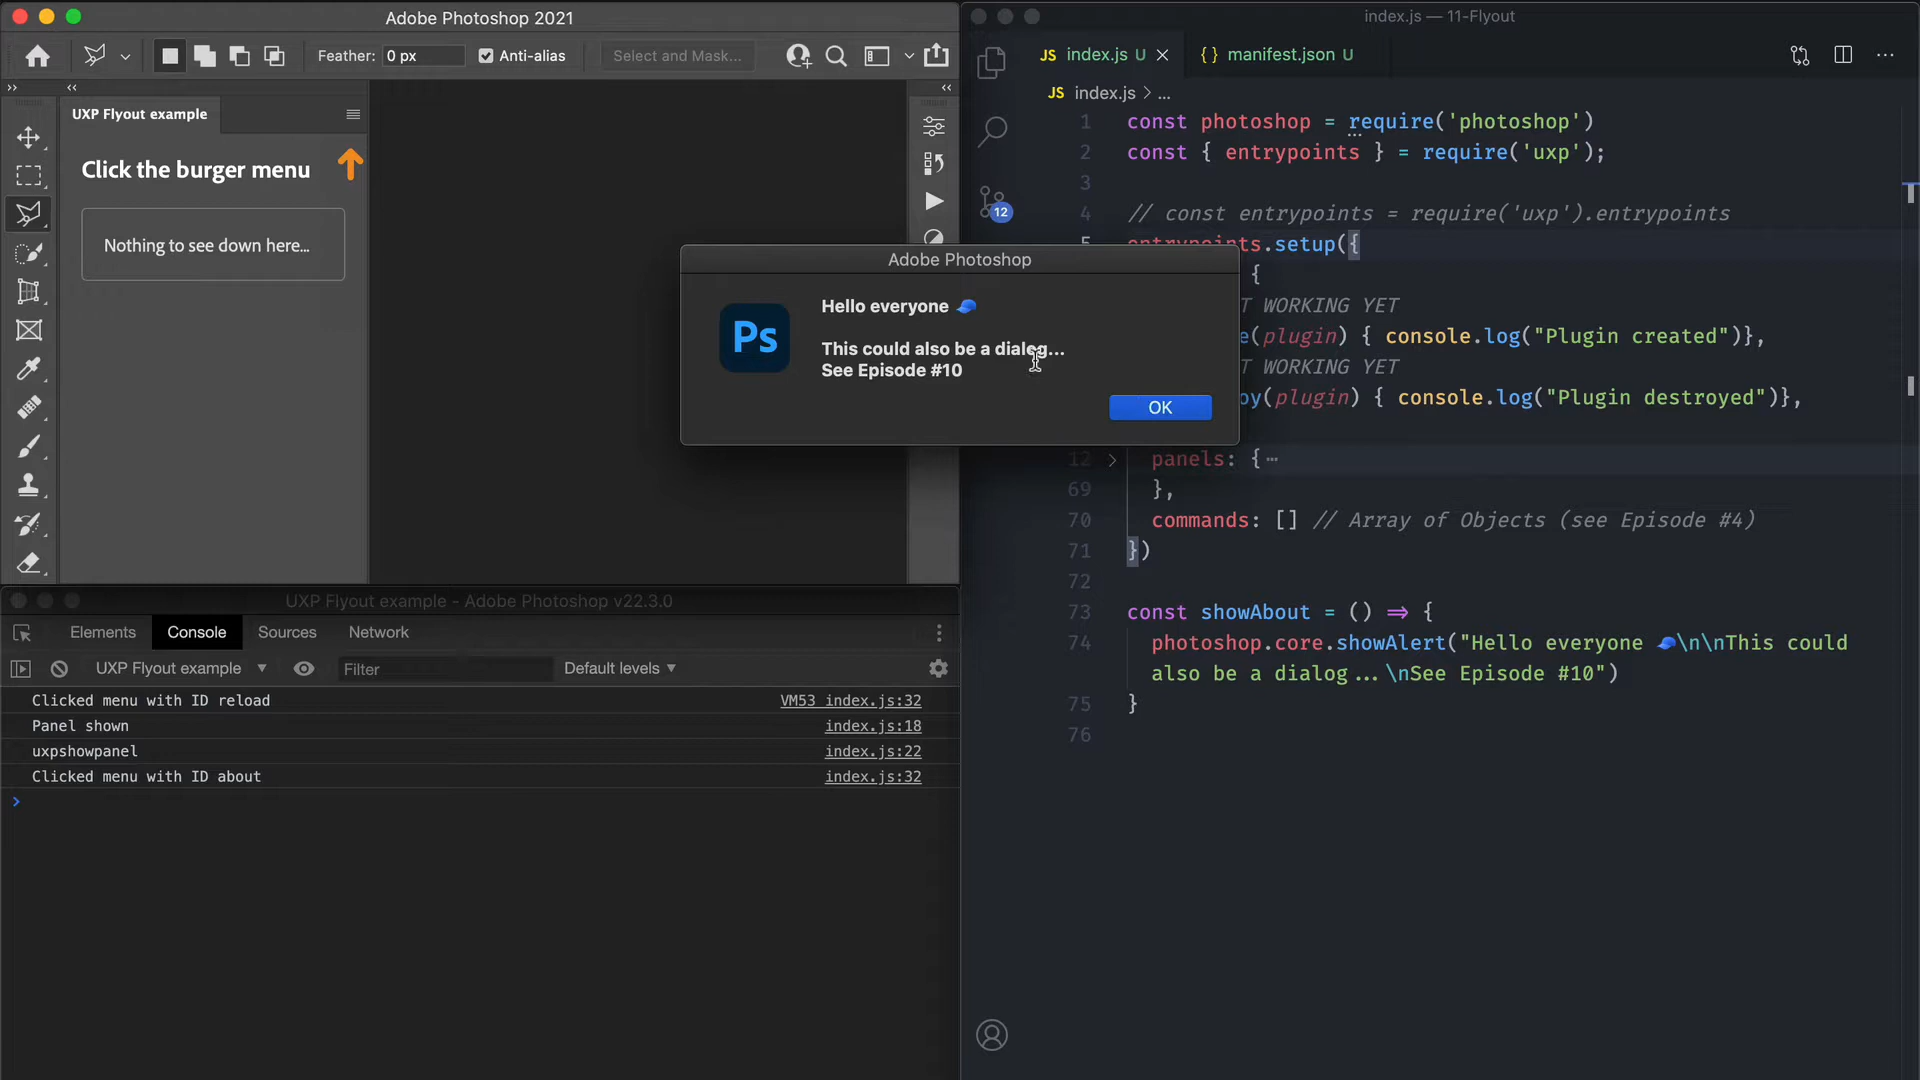 Adobe Photoshop 2021
Feather: 0 px
Anti-alias
Select and Mask...
UXP Flyout example
Click the burger menu
Nothing to see down here...
Adobe Photoshop
Ps
Hello everyone
This could also be a dialog...
See Episode #10
OK
UXP Flyout example - Adobe Photoshop v22.3.0
Elements Console Sources Network
UXP Flyout example ▼ Filter Default levels ▼
Clicked menu with ID reload VM53 index.js:32
Panel shown index.js:18
uxpshowpanel index.js:22
Clicked menu with ID about index.js:32
>
index.js — 11-Flyout
JS index.js U {} manifest.json U
JS index.js > ...
12
1 const photoshop = require('photoshop')
2 const { entrypoints } = require('uxp');
3
4 // const entrypoints = require('uxp').entrypoints
5 entrypoints.setup({
{
T WORKING YET
e(plugin) { console.log("Plugin created")},
T WORKING YET
oy(plugin) { console.log("Plugin destroyed")},
12 > panels: {⋯
69 },
70 commands: [] // Array of Objects (see Episode #4)
71 })
72
73 const showAbout = () ⇒ {
74 photoshop.core.showAlert("Hello everyone 🧢\n\nThis could
also be a dialog...\nSee Episode #10")
75 }
76